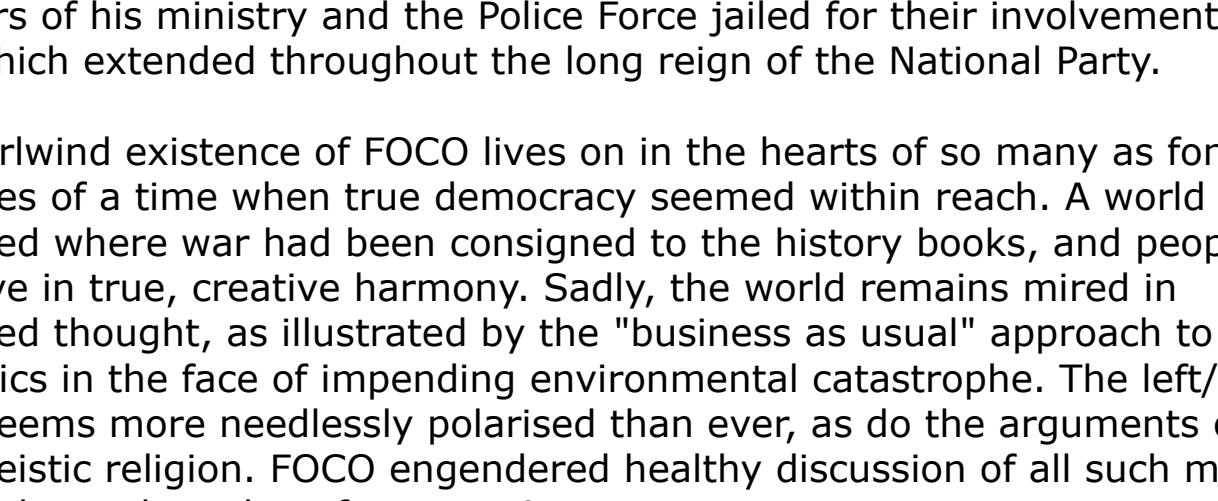 rs of his ministry and the Police Force jailed for their involvement
hich extended throughout the long reign of the National Party.
rlwind existence of FOCO lives on in the hearts of so many as for
es of a time when true democracy seemed within reach. A world
ed where war had been consigned to the history books, and peop
ve in true, creative harmony. Sadly, the world remains mired in
ed thought, as illustrated by the "business as usual" approach to
ics in the face of impending environmental catastrophe. The left/
eems more needlessly polarised than ever, as do the arguments
eistic religion. FOCO engendered healthy discussion of all such m